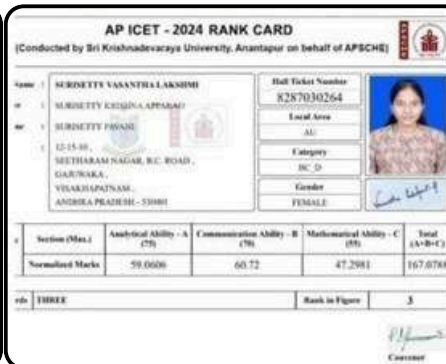 AP ICET - 2024 RANK CARD
(Conducted by Sri Krishnadevaraya University, Anantapur on behalf of APSCHE)
: SURISETTY VASANTHA LAKSHMI
: SURISETTY KRISHNA APPARAO
: SURISETTY PAVANI
: 12-15-10,
SEETHARAM NAGAR, B.C. ROAD,
GAJUWAKA,
VISAKHAPATNAM,
ANDHRA PRADESH -
Hall Ticket Number
8287030264
Local Area
AU
Category
BC_D
Gender
FEMALE
Section (Max.) Analytical Ability - A (75) Communication Ability - B (70) Mathematical Ability - C (55) Total (A+B+C)
Normalized Marks 59.0606 60.72 47.2981 167.0788
THREE Rank in Figure 3
Convener